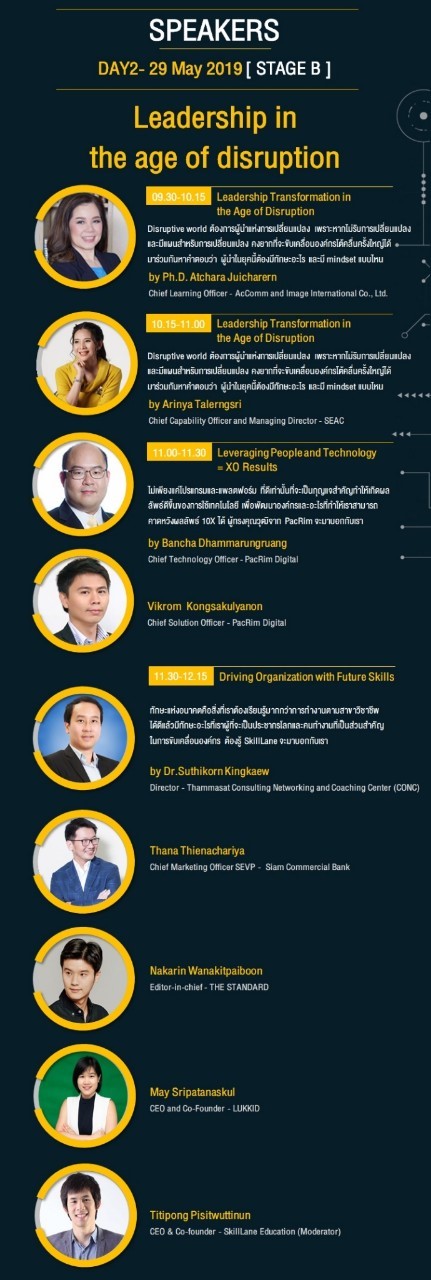 SPEAKERS
DAY2- 29 May 2019 [ STAGE B ]
Leadership in
the age of disruption
09.30-10.15 Leadership Transformation in
the Age of Disruption
Disruptive world ต้องการผู้นำแห่งการเปลี่ยนแปลง เพราะหากไม่รับการเปลี่ยนแปลง
และมีแผนสำหรับการเปลี่ยนแปลง คงยากที่จะขับเคลื่อนองค์กรได้ครั้งใหญ่ได้
มาร่วมกันหาคำตอบว่า ผู้นำในยุคนี้ต้องมีทักษะอะไร และมี mindset แบบไหน
by Ph.D. Atchara Juicharern
Chief Learning Officer - AcComm and Image International Co., Ltd.
10.15-11.00 Leadership Transformation in
the Age of Disruption
Disruptive world ต้องการผู้นำแห่งการเปลี่ยนแปลง เพราะหากไม่รับการเปลี่ยนแปลง
และมีแผนสำหรับการเปลี่ยนแปลง คงยากที่จะขับเคลื่อนองค์กรได้ครั้งใหญ่ได้
มาร่วมกันหาคำตอบว่า ผู้นำในยุคนี้ต้องมีทักษะอะไร และมี mindset แบบไหน
by Arinya Talerngsri
Chief Capability Officer and Managing Director - SEAC
11.00-11.30 Leveraging People and Technology
= XO Results
ไม่เพียงแค่โปรแกรมและแพลตฟอร์ม ที่ดีเท่านั้นที่จะเป็นกุญแจสำคัญทำให้เกิดผล
ลัพธ์ดีขึ้นของการใช้เทคโนโลยี เพื่อพัฒนาองค์กรและอะไรที่ทำให้เราสามารถ
คาดหวังผลลัพธ์ 10X ได้ ผู้ทรงคุณวุฒิจาก PacRim จะมาบอกกับเรา
by Bancha Dhammarungruang
Chief Technology Officer - PacRim Digital
Vikrom Kongsakulyanon
Chief Solution Officer - PacRim Digital
11.30-12.15 Driving Organization with Future Skills
ทักษะแห่งอนาคตคือสิ่งที่เราต้องเรียนรู้มากกว่าการทำงานตามสาขาวิชาชีพ
ได้ดีแล้วมีทักษะอะไรที่เราผู้ที่จะเป็นประชากรโลกและคนทำงานที่เป็นส่วนสำคัญ
ในการขับเคลื่อนองค์กร ต้องรู้ SkillLane จะมาบอกกับเรา
by Dr.Suthikorn Kingkaew
Director - Thammasat Consulting Networking and Coaching Center (CONC)
Thana Thienachariya
Chief Marketing Officer SEVP - Siam Commercial Bank
Nakarin Wanakitpaiboon
Editor-in-chief - THE STANDARD
May Sripatanaskul
CEO and Co-Founder - LUKKID
Titipong Pisitwuttinun
CEO & Co-founder - SkillLane Education (Moderator)